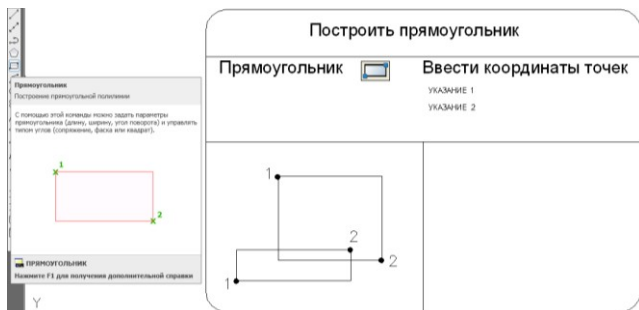 Прямоугольник
Построение прямоугольной полилинии
С помощью этой команды можно задать параметры
прямоугольника (длину, ширину, угол поворота) и управлять
типом углов (сопряжение, фаска или квадрат).
1
2
ПРЯМОУГОЛЬНИК
Нажмите F1 для получения дополнительной справки
Y
Построить прямоугольник
Прямоугольник
Ввести координаты точек
УКАЗАНИЕ 1
УКАЗАНИЕ 2
1
2
2
1